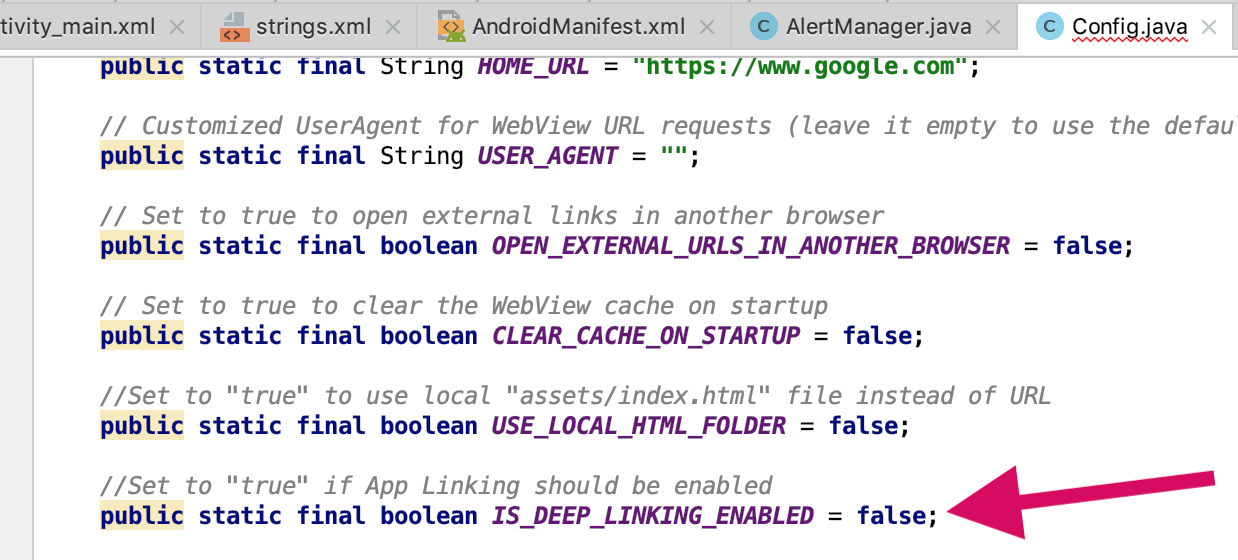 tivity_main.xml
strings.xml
AndroidManifest.xml
AlertManager.java
Config.java
public static final String HOME_URL = "https://www.google.com";
// Customized UserAgent for WebView URL requests (leave it empty to use the defau
public static final String USER_AGENT = "";
// Set to true to open external links in another browser
public static final boolean OPEN_EXTERNAL_URLS_IN_ANOTHER_BROWSER = false;
// Set to true to clear the WebView cache on startup
public static final boolean CLEAR_CACHE_ON_STARTUP = false;
//Set to "true" to use local "assets/index.html" file instead of URL
public static final boolean USE_LOCAL_HTML_FOLDER = false;
//Set to "true" if App Linking should be enabled
public static final boolean IS_DEEP_LINKING_ENABLED = false;